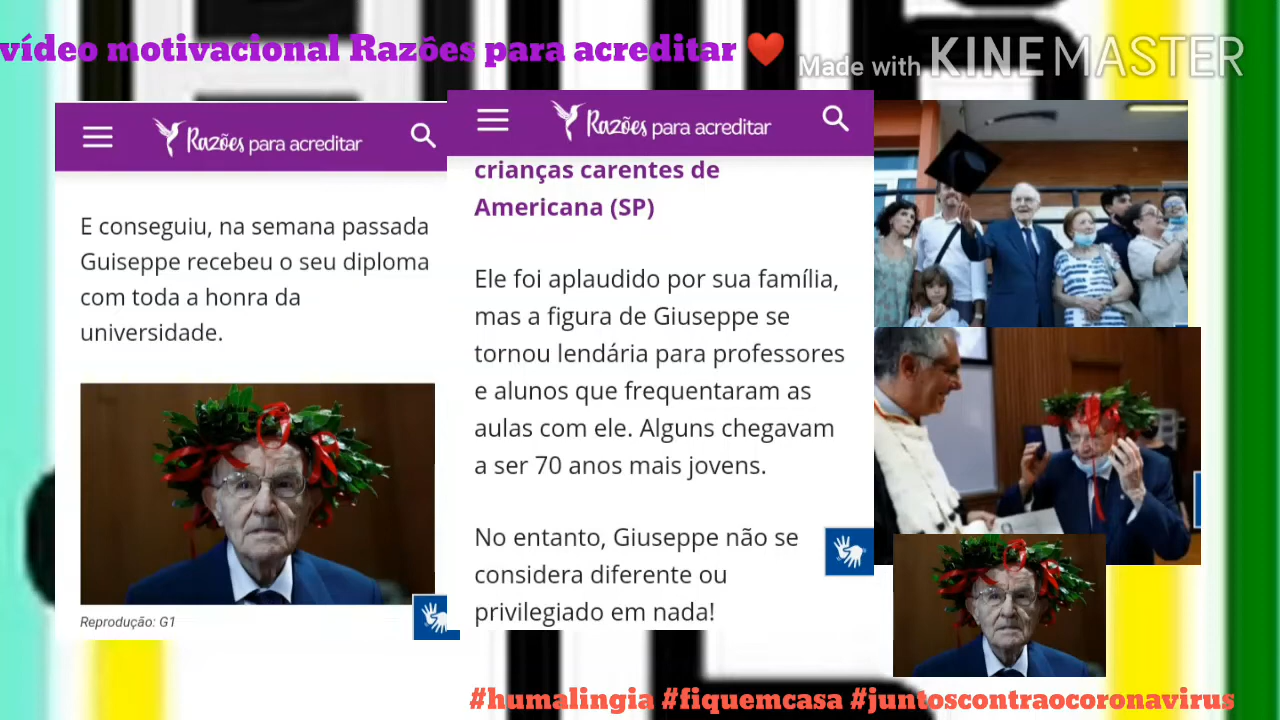 vídeo motivacional Razões para acreditar ❤️
Made with KINEMASTER
Razões para acreditar
E conseguiu, na semana passada
Guiseppe recebeu o seu diploma
com toda a honra da
universidade.
Reprodução: G1
Razões para acreditar
crianças carentes de
Americana (SP)
Ele foi aplaudido por sua família,
mas a figura de Giuseppe se
tornou lendária para professores
e alunos que frequentaram as
aulas com ele. Alguns chegavam
a ser 70 anos mais jovens.
No entanto, Giuseppe não se
considera diferente ou
privilegiado em nada!
#humalingia #fiquemcasa #juntoscontraocoronavirus